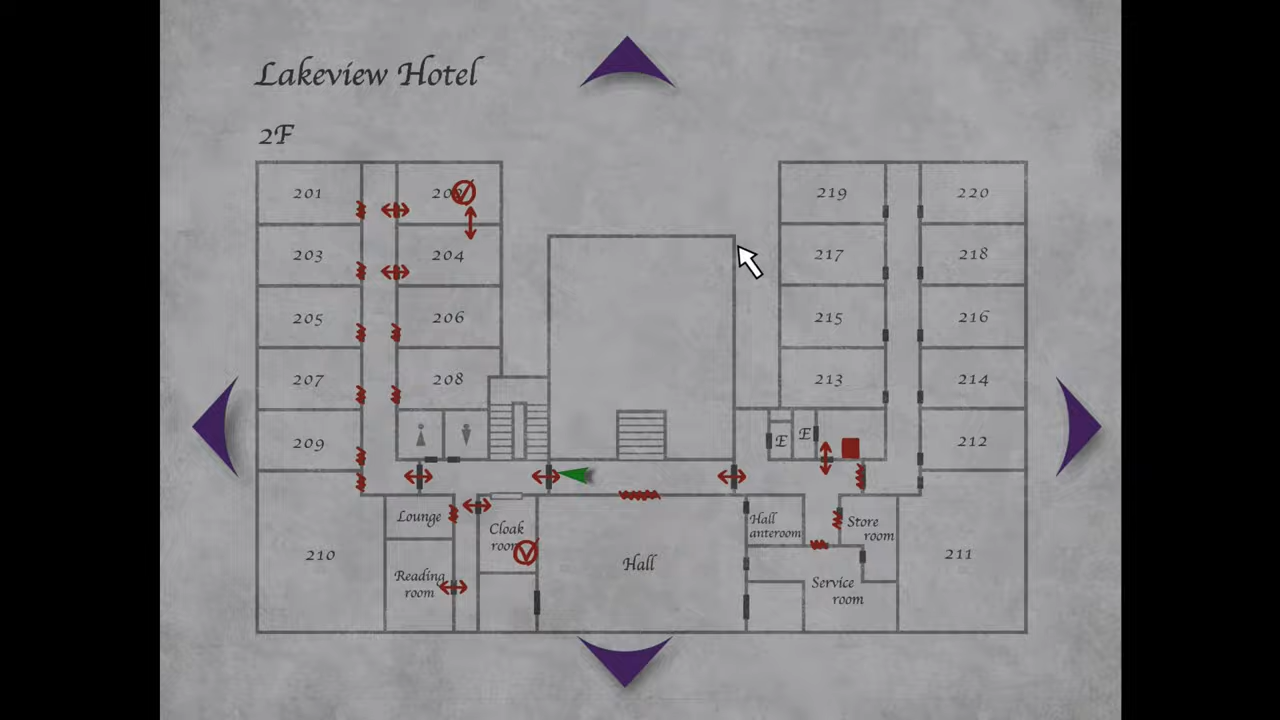 Lakeview Hotel
2F
201
219
220
203
204
217
218
205
206
215
216
207
208
213
214
209
E
E
212
Lounge
Cloak
room
Hall
anteroom
Store
room
210
Hall
211
Reading
room
Service
room